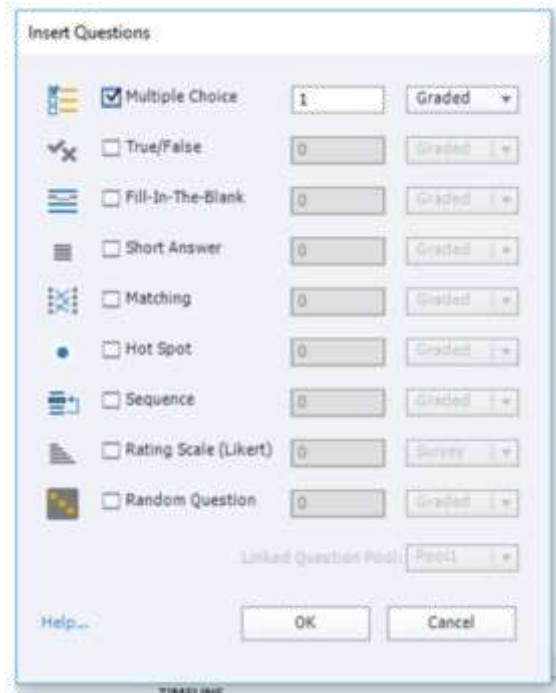 Insert Questions
Multiple Choice 1 Graded
True/False 0 Graded
Fill-In-The-Blank 0 Graded
Short Answer 0 Graded
Matching 0 Graded
Hot Spot 0 Graded
Sequence 0 Graded
Rating Scale (Likert) 0 Survey
Random Question 0 Graded
Linked Question Pool: Pool1
Help... OK Cancel
TIMELINE